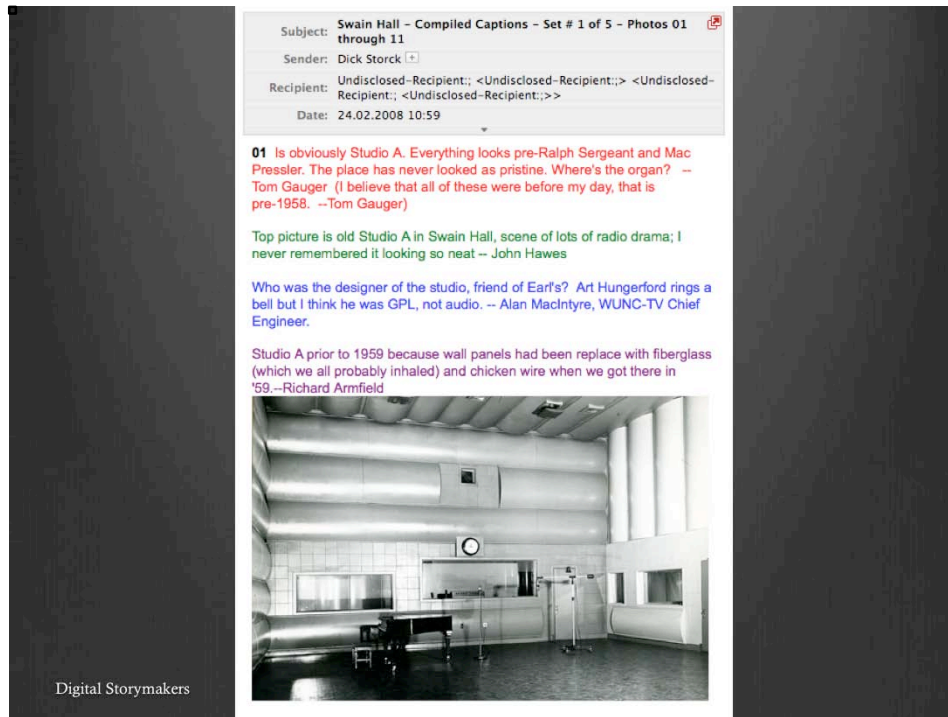 Subject: Swain Hall – Compiled Captions – Set # 1 of 5 – Photos 01
through 11
Sender: Dick Storck
Recipient: Undisclosed-Recipient:; <Undisclosed-Recipient:;> <Undisclosed-
Recipient:; <Undisclosed-Recipient:;>>
Date: 24.02.2008 10:59
01 Is obviously Studio A. Everything looks pre-Ralph Sergeant and Mac
Pressler. The place has never looked as pristine. Where's the organ? --
Tom Gauger (I believe that all of these were before my day, that is
pre-1958. --Tom Gauger)
Top picture is old Studio A in Swain Hall, scene of lots of radio drama; I
never remembered it looking so neat -- John Hawes
Who was the designer of the studio, friend of Earl's? Art Hungerford rings a
bell but I think he was GPL, not audio. -- Alan MacIntyre, WUNC-TV Chief
Engineer.
Studio A prior to 1959 because wall panels had been replace with fiberglass
(which we all probably inhaled) and chicken wire when we got there in
'59.--Richard Armfield
Digital Storymakers